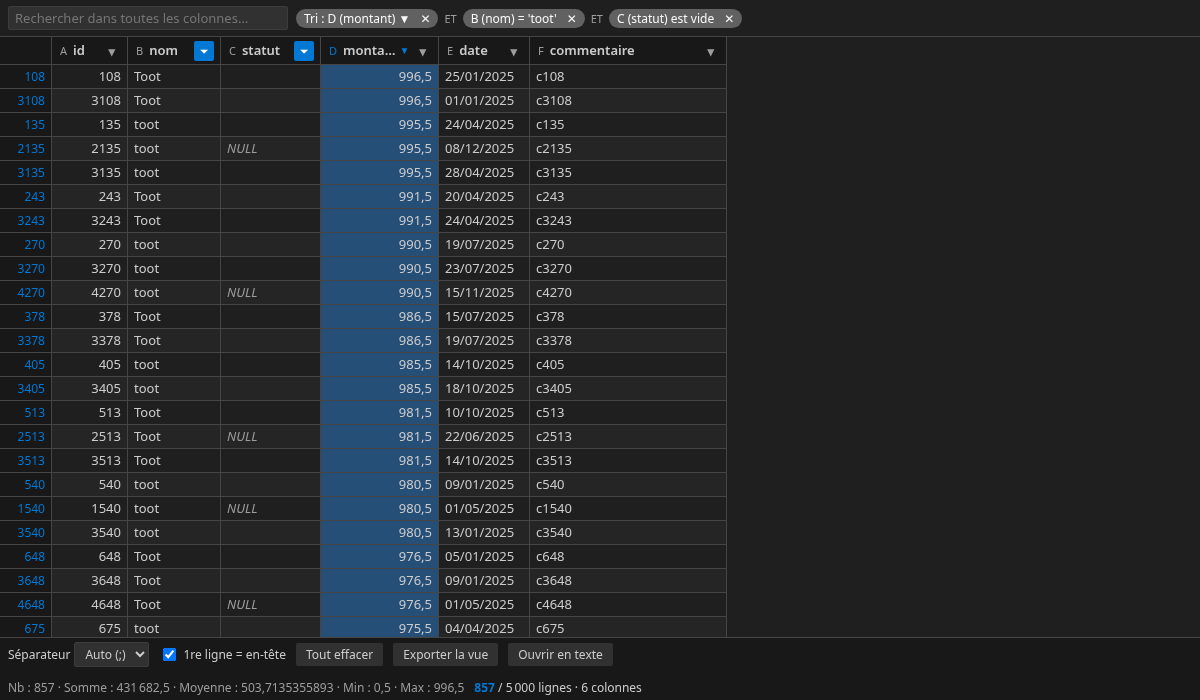 Rechercher dans toutes les colonnes... Tri : D (montant) ▼ ✕ ET B (nom) = 'toot' ✕ ET C (statut) est vide ✕
A id ▼ B nom ▼ C statut ▼ D monta... ▼ ▼ E date ▼ F commentaire ▼
108 108 Toot 996,5 25/01/2025 c108
3108 3108 Toot 996,5 01/01/2025 c3108
135 135 toot 995,5 24/04/2025 c135
2135 2135 toot NULL 995,5 08/12/2025 c2135
3135 3135 toot 995,5 28/04/2025 c3135
243 243 Toot 991,5 20/04/2025 c243
3243 3243 Toot 991,5 24/04/2025 c3243
270 270 toot 990,5 19/07/2025 c270
3270 3270 toot 990,5 23/07/2025 c3270
4270 4270 toot NULL 990,5 15/11/2025 c4270
378 378 Toot 986,5 15/07/2025 c378
3378 3378 Toot 986,5 19/07/2025 c3378
405 405 toot 985,5 14/10/2025 c405
3405 3405 toot 985,5 18/10/2025 c3405
513 513 Toot 981,5 10/10/2025 c513
2513 2513 Toot NULL 981,5 22/06/2025 c2513
3513 3513 Toot 981,5 14/10/2025 c3513
540 540 toot 980,5 09/01/2025 c540
1540 1540 toot NULL 980,5 01/05/2025 c1540
3540 3540 toot 980,5 13/01/2025 c3540
648 648 Toot 976,5 05/01/2025 c648
3648 3648 Toot 976,5 09/01/2025 c3648
4648 4648 Toot NULL 976,5 01/05/2025 c4648
675 675 toot 975,5 04/04/2025 c675
Séparateur Auto (;) 1re ligne = en-tête Tout effacer Exporter la vue Ouvrir en texte
Nb : 857 · Somme : 431 682,5 · Moyenne : 503,7135355893 · Min : 0,5 · Max : 996,5 857 / 5 000 lignes · 6 colonnes